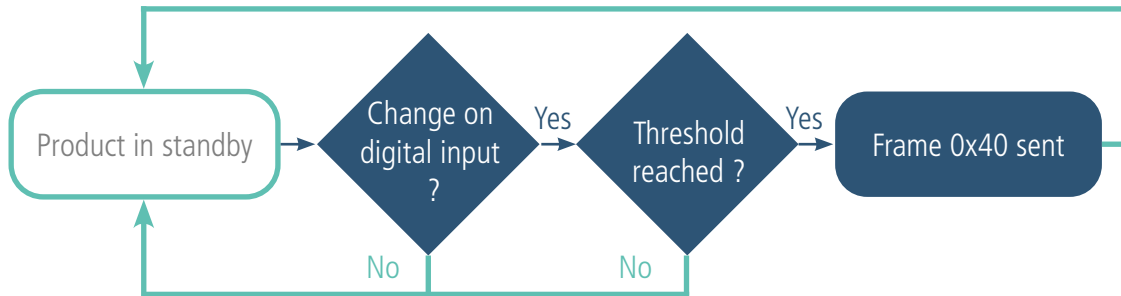 Product in standby
Change on
digital input
?
Yes
Threshold
reached ?
Yes
Frame 0x40 sent
No
No